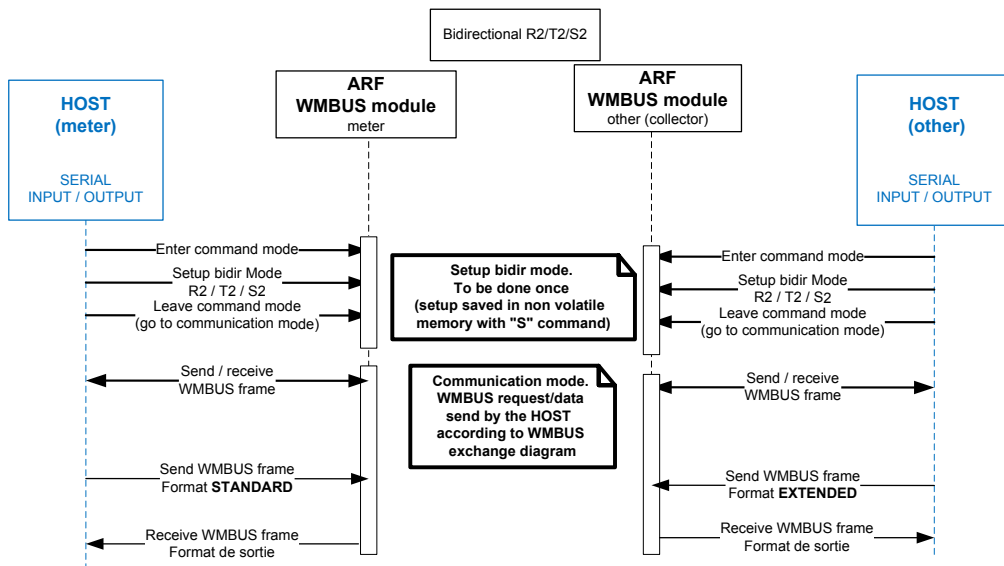 Bidirectional R2/T2/S2
HOST
(meter)
SERIAL
INPUT / OUTPUT
ARF
WMBUS module
meter
ARF
WMBUS module
other (collector)
HOST
(other)
SERIAL
INPUT / OUTPUT
Enter command mode
Setup bidir Mode
R2 / T2 / S2
Leave command mode
(go to communication mode)
Setup bidir mode.
To be done once
(setup saved in non volatile
memory with "S" command)
Enter command mode
Setup bidir Mode
R2 / T2 / S2
Leave command mode
(go to communication mode)
Send / receive
WMBUS frame
Communication mode.
WMBUS request/data
send by the HOST
according to WMBUS
exchange diagram
Send / receive
WMBUS frame
Send WMBUS frame
Format STANDARD
Send WMBUS frame
Format EXTENDED
Receive WMBUS frame
Format de sortie
Receive WMBUS frame
Format de sortie